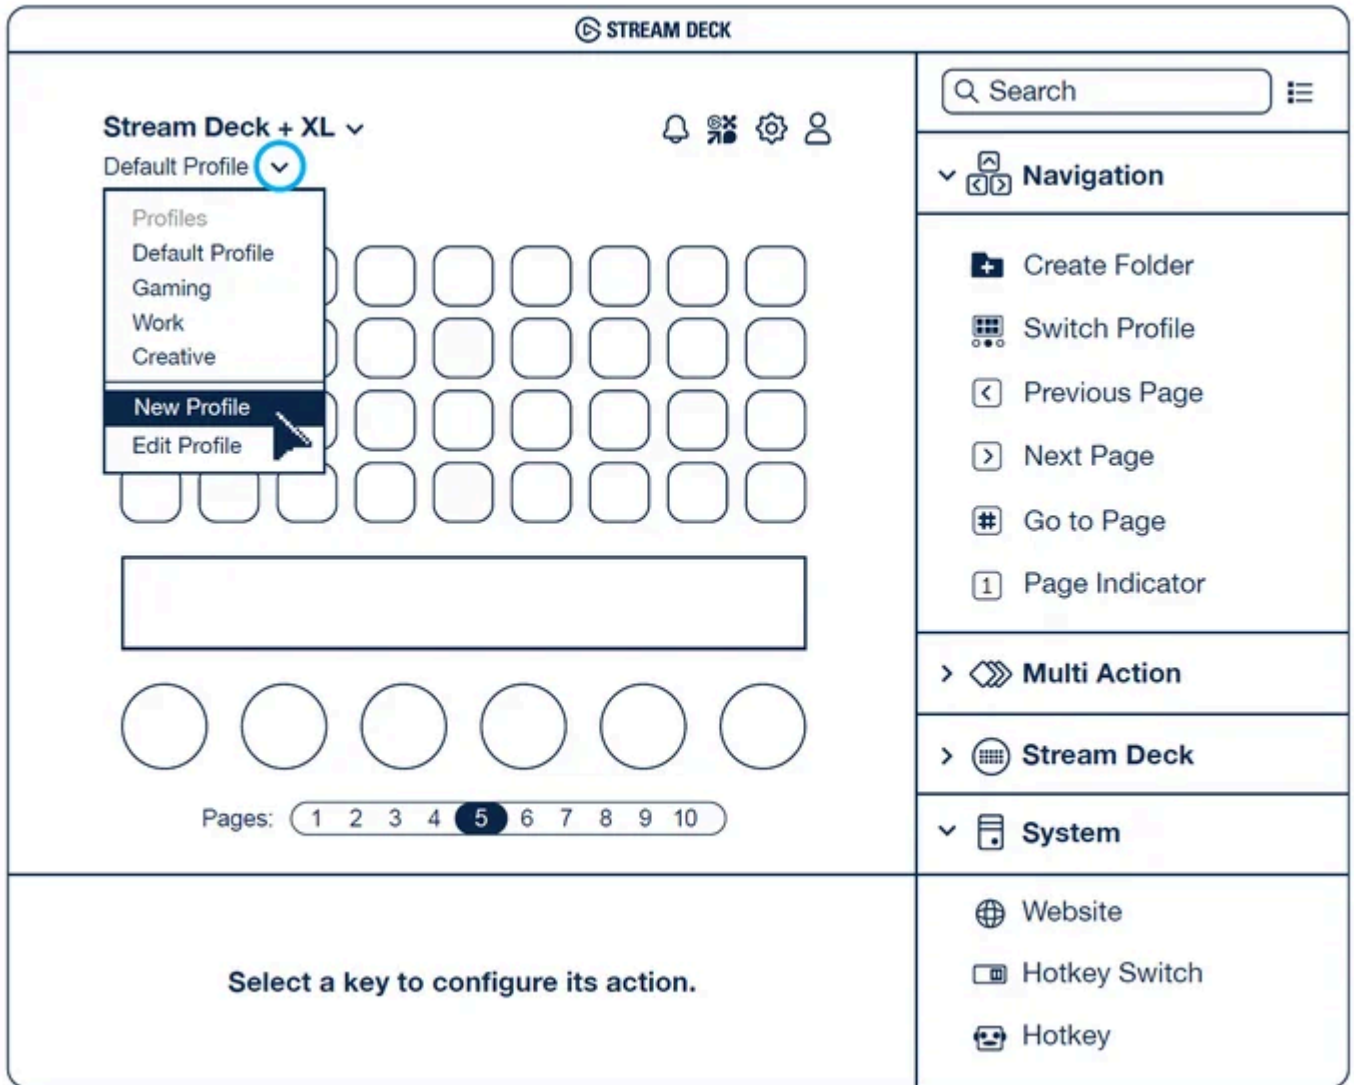 STREAM DECK
Stream Deck + XL
Default Profile
Profiles
Default Profile
Gaming
Work
Creative
New Profile
Edit Profile
Pages: 1 2 3 4 5 6 7 8 9 10
Select a key to configure its action.
Search
Navigation
Create Folder
Switch Profile
Previous Page
Next Page
# Go to Page
1 Page Indicator
Multi Action
Stream Deck
System
Website
Hotkey Switch
Hotkey